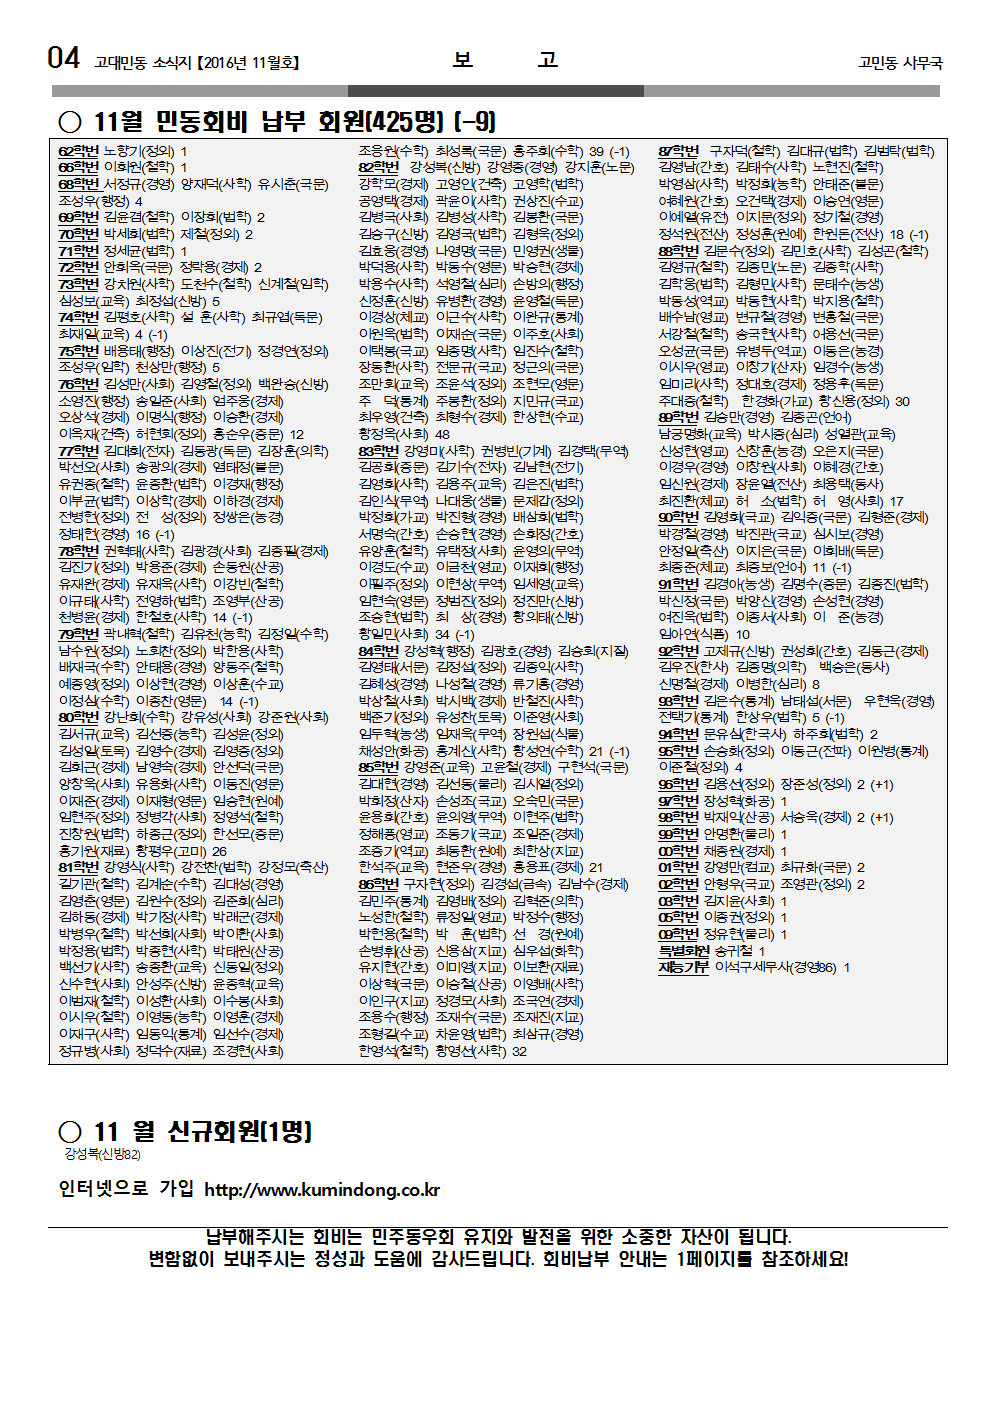 04 고대민동 소식지【2016년 11월호】 보 고 고민동 사무국
○ 11월 민동회비 납부 회원(425명) (-9)
62학번 노향기(정외) 1
66학번 이회원(철학) 1
68학번 서정규(경영) 양재덕(사학) 유시춘(국문)
조성우(행정) 4
69학번 김윤겸(철학) 이장희(법학) 2
70학번 박세희(법학) 제철(정외) 2
71학번 정세균(법학) 1
72학번 안희옥(국문) 정탁용(경제) 2
73학번 강차원(사학) 도천수(철학) 신계철(임학)
심성보(교육) 최정섭(신방) 5
74학번 김평호(사학) 설 훈(사학) 최규엽(독문)
최재일(교육) 4 (-1)
75학번 배용태(행정) 이상진(전기) 정경연(정외)
조성우(임학) 천상만(행정) 5
76학번 김성만(사회) 김영철(정외) 백완승(신방)
소영진(행정) 송일준(사회) 엄주웅(경제)
오상석(경제) 이명식(행정) 이승환(경제)
이옥재(건축) 허헌회(정외) 홍순우(중문) 12
77학번 김대회(전자) 김동광(독문) 김장훈(의학)
박선오(사회) 송광의(경제) 염태정(불문)
유권종(철학) 윤종환(법학) 이경재(행정)
이부균(법학) 이상학(경제) 이하경(경제)
전병헌(정외) 전 성(정외) 정쌍은(농경)
정태헌(경영) 16 (-1)
78학번 권혁태(사학) 김광경(사회) 김종필(경제)
김진기(정외) 박용준(경제) 손동원(산공)
유재완(경제) 유재욱(사학) 이강빈(철학)
이규태(사학) 전영하(법학) 조영부(산공)
천병윤(경제) 한철호(사학) 14 (-1)
79학번 곽내혁(철학) 김유천(농학) 김정일(수학)
남수원(정외) 노회찬(정외) 박한용(사학)
배재국(수학) 안태용(경영) 양동주(철학)
예종영(정외) 이상현(경영) 이상훈(수교)
이정심(수학) 이종찬(영문) 14 (-1)
80학번 강난희(수학) 강유성(사회) 강준원(사회)
김서규(교육) 김선종(농학) 김성윤(정외)
김성일(토목) 김영수(경제) 김영종(정외)
김희근(경제) 남영숙(경제) 안선덕(국문)
양창욱(사회) 유용화(사학) 이동진(영문)
이재준(경제) 이재형(영문) 임승현(원예)
임현주(정외) 정병각(사회) 정영석(철학)
진창원(법학) 하종근(정외) 한선모(중문)
홍기원(재료) 황평우(고미) 26
81학번 강영식(사학) 강전찬(법학) 강정모(축산)
길기관(철학) 김계순(수학) 김대성(경영)
김영춘(영문) 김원수(정외) 김준희(심리)
김하동(경제) 박기정(사학) 박래군(경제)
박병우(철학) 박선희(사회) 박이환(사회)
박정용(법학) 박종현(사학) 박태원(산공)
백선기(사학) 송종환(교육) 신동일(정외)
신수현(사회) 안성주(신방) 윤종혁(교육)
이범재(철학) 이성환(사회) 이수봉(사회)
이시우(철학) 이영동(농학) 이영훈(경제)
이재구(사학) 임동익(통계) 임선수(경제)
정규병(사회) 정덕수(재료) 조경현(사회)
조응원(수학) 최성록(국문) 홍주희(수학) 39 (-1)
82학번 강성복(신방) 강영중(경영) 강지훈(노문)
강학모(경제) 고영인(건축) 고영학(법학)
공영택(경제) 곽윤이(사학) 권상진(수교)
김병국(사회) 김병성(사학) 김봉환(국문)
김승구(신방) 김영국(법학) 김형욱(정외)
김효웅(경영) 나영명(국문) 민영권(생물)
박덕용(사학) 박동수(영문) 박승현(경제)
박용수(사학) 석영철(심리) 손방의(행정)
신정훈(신방) 유병환(경영) 윤영철(독문)
이경상(체교) 이근수(사학) 이완규(통계)
이원욱(법학) 이재순(국문) 이주호(사회)
이택봉(국교) 임종명(사학) 임진수(철학)
장동환(사학) 전문규(국교) 정근의(국문)
조만회(교육) 조윤석(정외) 조현모(영문)
주 덕(통계) 주봉환(정외) 지민규(국교)
최우영(건축) 최형수(경제) 한상현(수교)
황정욱(사회) 48
83학번 강영미(사학) 권병빈(기계) 김경택(무역)
김공회(중문) 김기수(전자) 김남현(전기)
김영희(사학) 김용주(교육) 김은진(법학)
김인식(무역) 나대웅(생물) 문제갑(정외)
박정희(가교) 박진형(경영) 배삼희(법학)
서명숙(간호) 손승현(경영) 손희정(간호)
유양훈(철학) 유택정(사회) 윤영의(무역)
이경도(수교) 이금천(영교) 이재희(행정)
이필주(정외) 이현상(무역) 임세영(교육)
임현숙(영문) 정범진(정외) 정진만(신방)
조승현(법학) 최 상(경영) 황의태(신방)
황일민(사회) 34 (-1)
84학번 강성혁(행정) 김광호(경영) 김승회(지질)
김영태(서문) 김정섭(정외) 김종익(사학)
김혜성(경영) 나성철(경영) 류기홍(경영)
박상철(사회) 박시백(경제) 반철진(사학)
백준기(정외) 유성찬(토목) 이준영(사회)
임두혁(농생) 임재욱(무역) 장원섭(식물)
채성안(화공) 홍계신(사학) 황성연(수학) 21 (-1)
85학번 강영준(교육) 고윤철(경제) 구현석(국문)
김대현(경영) 김선동(물리) 김시열(정외)
박희정(산자) 손성조(국교) 오숙민(국문)
윤용희(간호) 윤의영(무역) 이현주(법학)
정해퐁(영교) 조동기(국교) 조일준(경제)
조중기(역교) 최동환(원예) 최한상(지교)
한석주(교육) 현준우(경영) 홍용표(경제) 21
86학번 구자현(정외) 김경섭(금속) 김남수(경제)
김민주(통계) 김영배(정외) 김혁준(의학)
노성한(철학) 류정일(영교) 박정수(행정)
박현용(철학) 박 훈(법학) 선 경(원예)
손병휘(산공) 신용삼(지교) 심우섭(화학)
유지현(간호) 이미영(지교) 이보환(재료)
이상혁(국문) 이승철(산공) 이영배(사학)
이인구(지교) 정경모(사회) 조국연(경제)
조용수(행정) 조재수(국문) 조재진(지교)
조형길(수교) 차윤영(법학) 최삼규(경영)
한영석(철학) 황영선(사학) 32
87학번 구자덕(철학) 김대규(법학) 김범탁(법학)
김영남(간호) 김태수(사학) 노현진(철학)
박영삼(사학) 박정희(농학) 안태준(불문)
여혜원(간호) 오건택(경제) 이승연(영문)
이예열(유전) 이지문(정외) 정기철(경영)
정석원(전산) 정성훈(원예) 한원돈(전산) 18 (-1)
88학번 김문수(정외) 김민호(사학) 김성곤(철학)
김영규(철학) 김종민(노문) 김종학(사학)
김학웅(법학) 김형민(사학) 문태수(농생)
박동성(역교) 박동현(사학) 박지용(철학)
배수남(영교) 변규철(경영) 변홍철(국문)
서강철(철학) 송국현(사학) 어용선(국문)
오성균(국문) 유병두(역교) 이동은(농경)
이시우(영교) 이창기(산자) 임경수(농생)
임미리(사학) 정대호(경제) 정용후(독문)
주대중(철학) 한경화(가교) 황신용(정외) 30
89학번 김승만(경영) 김종곤(언어)
남궁명화(교육) 박시종(심리) 성열관(교육)
신성현(영교) 신창훈(농경) 오은지(국문)
이경우(경영) 이창원(사회) 이혜경(간호)
임신원(경제) 장윤열(전산) 최용택(동사)
최진환(체교) 허 소(법학) 허 영(사회) 17
90학번 김영희(국교) 김익중(국문) 김형준(경제)
박경철(경영) 박진관(국교) 심시보(경영)
안정일(축산) 이지은(국문) 이희배(독문)
최종준(체교) 최종보(언어) 11 (-1)
91학번 김경아(농생) 김명수(중문) 김종진(법학)
박신정(국문) 박양신(경영) 손성현(경영)
여진욱(법학) 이종서(사회) 이 준(농경)
임아연(식품) 10
92학번 고제규(신방) 권성희(간호) 김동근(경제)
김우진(한사) 김종명(의학) 백승은(동사)
신명철(경제) 이병한(심리) 8
93학번 김은수(통계) 남태섭(서문) 우현욱(경영)
전택기(통계) 한상우(법학) 5 (-1)
94학번 문유심(한국사) 하주희(법학) 2
95학번 손승화(정외) 이동근(전파) 이원병(통계)
이준철(정외) 4
96학번 김용선(정외) 장준성(정외) 2 (+1)
97학번 장성혁(화공) 1
98학번 박재익(산공) 서승욱(경제) 2 (+1)
99학번 안명환(물리) 1
00학번 채종원(경제) 1
01학번 강영만(컴교) 최규화(국문) 2
02학번 안형우(국교) 조영관(정외) 2
03학번 김지윤(사회) 1
05학번 이종권(정외) 1
09학번 정유현(물리) 1
특별회원 송귀철 1
재능기부 이석구세무사(경영86) 1
○ 11 월 신규회원(1명)
강성복(신방82)
인터넷으로 가입 http://www.kumindong.co.kr
납부해주시는 회비는 민주동우회 유지와 발전을 위한 소중한 자산이 됩니다.
변함없이 보내주시는 정성과 도움에 감사드립니다. 회비납부 안내는 1페이지를 참조하세요!